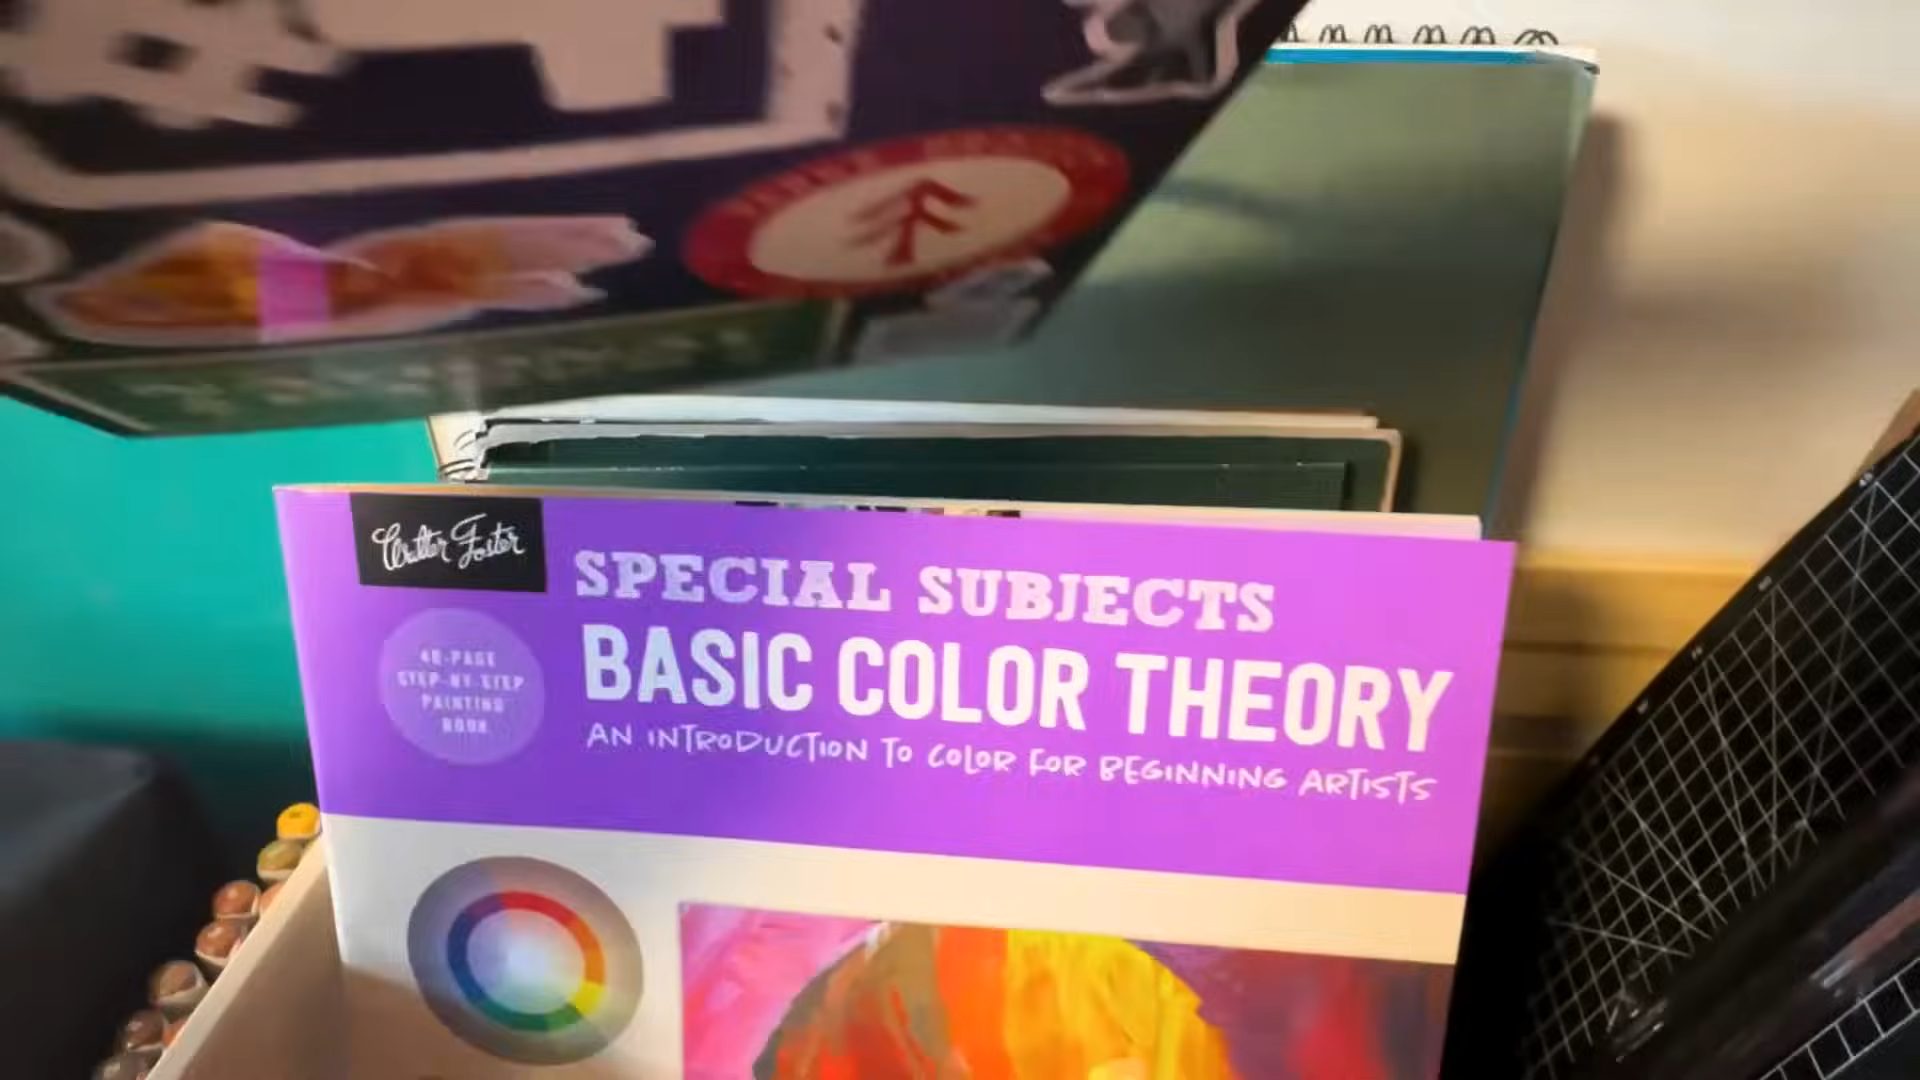 Walter Foster
SPECIAL SUBJECTS
BASIC COLOR THEORY
AN INTRODUCTION TO COLOR FOR BEGINNING ARTISTS
40-PAGE
STEP-BY-STEP
PAINTING
BOOK